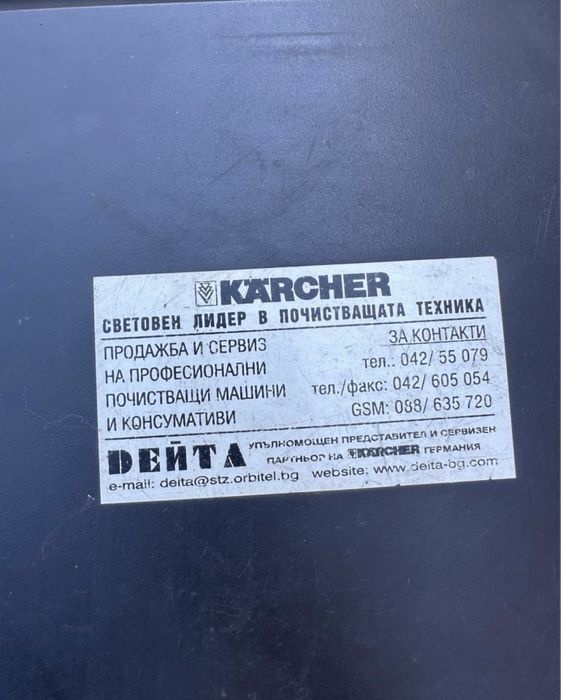 KÄRCHER
СВЕТОВЕН ЛИДЕР В ПОЧИСТВАЩАТА ТЕХНИКА
ПРОДАЖБА И СЕРВИЗ
НА ПРОФЕСИОНАЛНИ
ПОЧИСТВАЩИ МАШИНИ
И КОНСУМАТИВИ
ЗА КОНТАКТИ
тел.: 042/ 55 079
тел./факс: 042/ 605 054
GSM: 088/ 635 720
DЕЙТА
УПЪЛНОМОЩЕН ПРЕДСТАВИТЕЛ И СЕРВИЗЕН
ПАРТНЬОР НА KÄRCHER ГЕРМАНИЯ
e-mail: deita@stz.orbitel.bg website: www.deita-bg.com